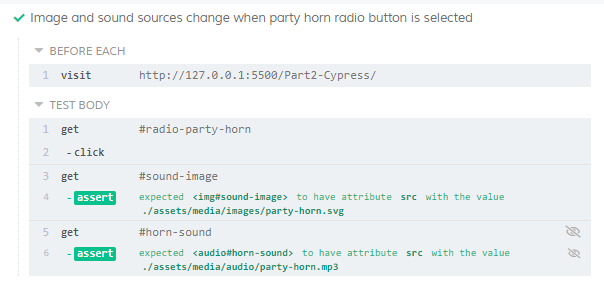 Image and sound sources change when party horn radio button is selected
BEFORE EACH
1 visit http://127.0.0.1:5500/Part2-Cypress/
TEST BODY
1 get #radio-party-horn
2 -click
3 get #sound-image
4 -assert expected <img#sound-image> to have attribute src with the value
./assets/media/images/party-horn.svg
5 get #horn-sound
6 -assert expected <audio#horn-sound> to have attribute src with the value
./assets/media/audio/party-horn.mp3